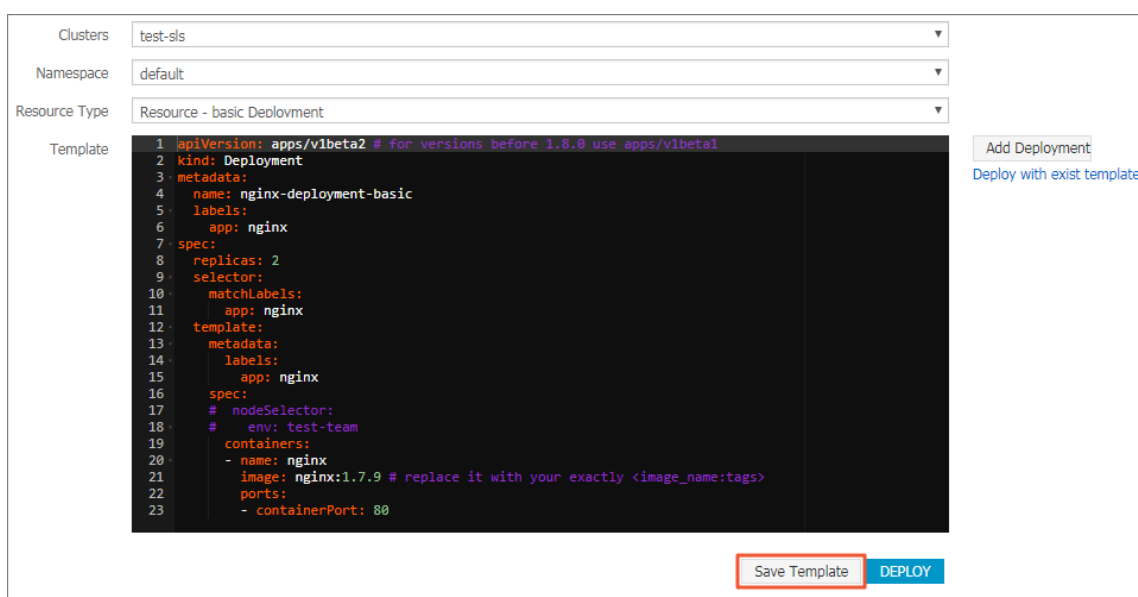 Clusters test-sls
Namespace default
Resource Type Resource - basic Deployment
Template
1 apiVersion: apps/v1beta2 # for versions before 1.8.0 use apps/v1beta1
2 kind: Deployment
3 metadata:
4 name: nginx-deployment-basic
5 labels:
6 app: nginx
7 spec:
8 replicas: 2
9 selector:
10 matchLabels:
11 app: nginx
12 template:
13 metadata:
14 labels:
15 app: nginx
16 spec:
17 # nodeSelector:
18 # env: test-team
19 containers:
20 - name: nginx
21 image: nginx:1.7.9 # replace it with your exactly <image_name:tags>
22 ports:
23 - containerPort: 80
Add Deployment
Deploy with exist template
Save Template DEPLOY